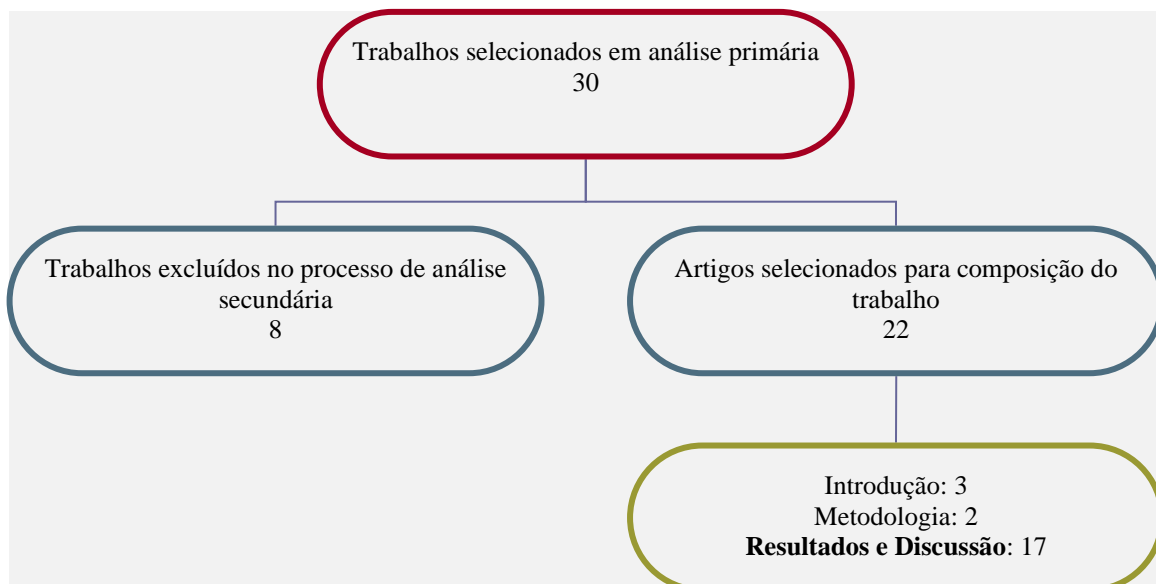 Trabalhos selecionados em análise primária
30
Trabalhos excluídos no processo de análise
secundária
8
Artigos selecionados para composição do
trabalho
22
Introdução: 3
Metodologia: 2
Resultados e Discussão: 17